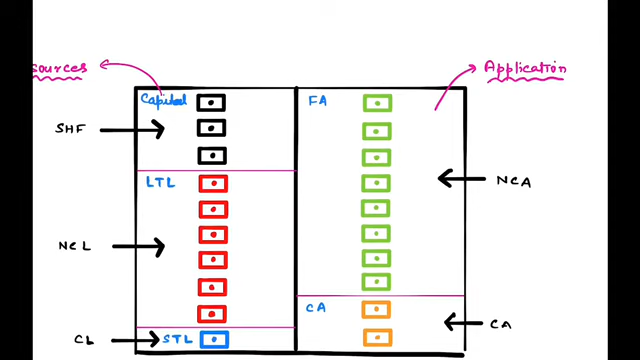 sources
Application
Capital
FA
SHF
LTL
NCA
NCL
CA
CA
CL
STL